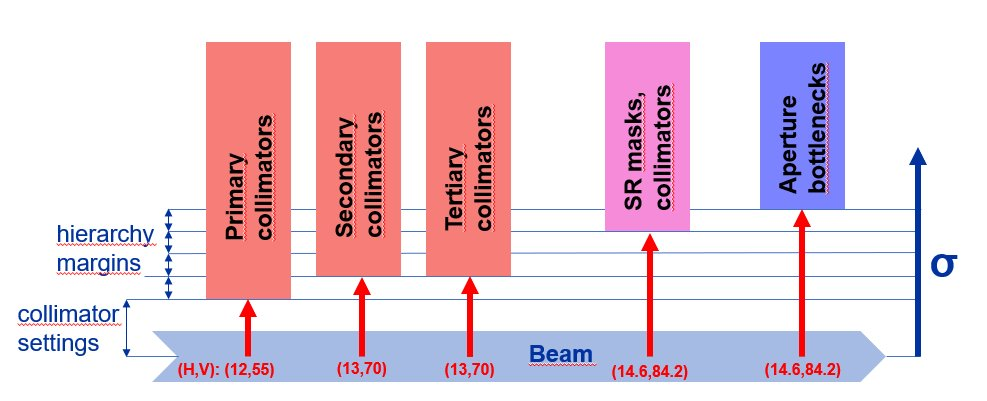 Primary
collimators
Secondary
collimators
Tertiary
collimators
SR masks,
collimators
Aperture
bottlenecks
hierarchy
margins
σ
collimator
settings
Beam
(H,V): (12,55)
(13,70)
(13,70)
(14.6,84.2)
(14.6,84.2)